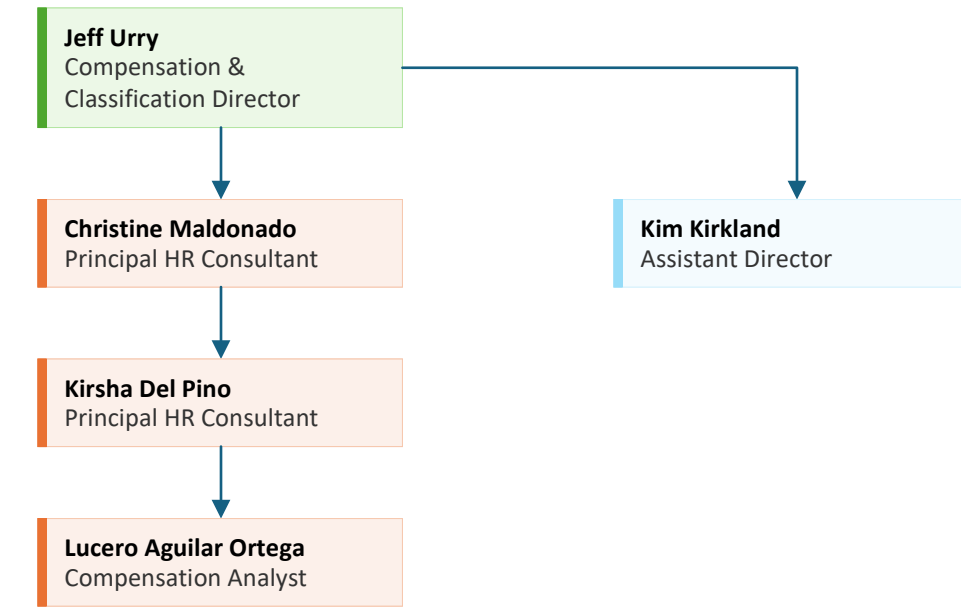 Jeff Urry
Compensation &
Classification Director
Christine Maldonado
Principal HR Consultant
Kim Kirkland
Assistant Director
Kirsha Del Pino
Principal HR Consultant
Lucero Aguilar Ortega
Compensation Analyst